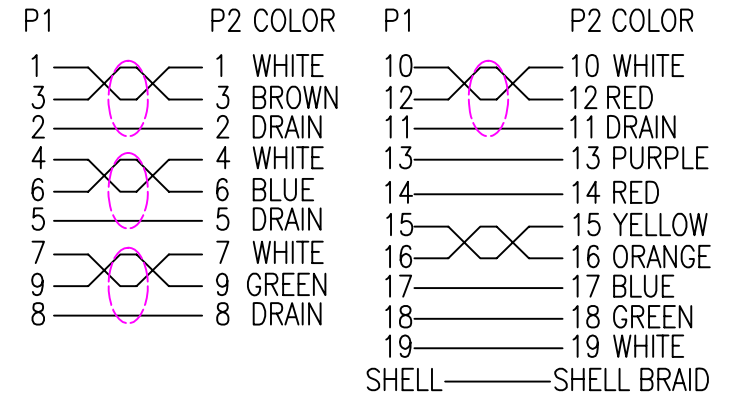 P1 P2 COLOR
1 1 WHITE
3 3 BROWN
2 2 DRAIN
4 4 WHITE
6 6 BLUE
5 5 DRAIN
7 7 WHITE
9 9 GREEN
8 8 DRAIN
P1 P2 COLOR
10 10 WHITE
12 12 RED
11 11 DRAIN
13 13 PURPLE
14 14 RED
15 15 YELLOW
16 16 ORANGE
17 17 BLUE
18 18 GREEN
19 19 WHITE
SHELL SHELL BRAID